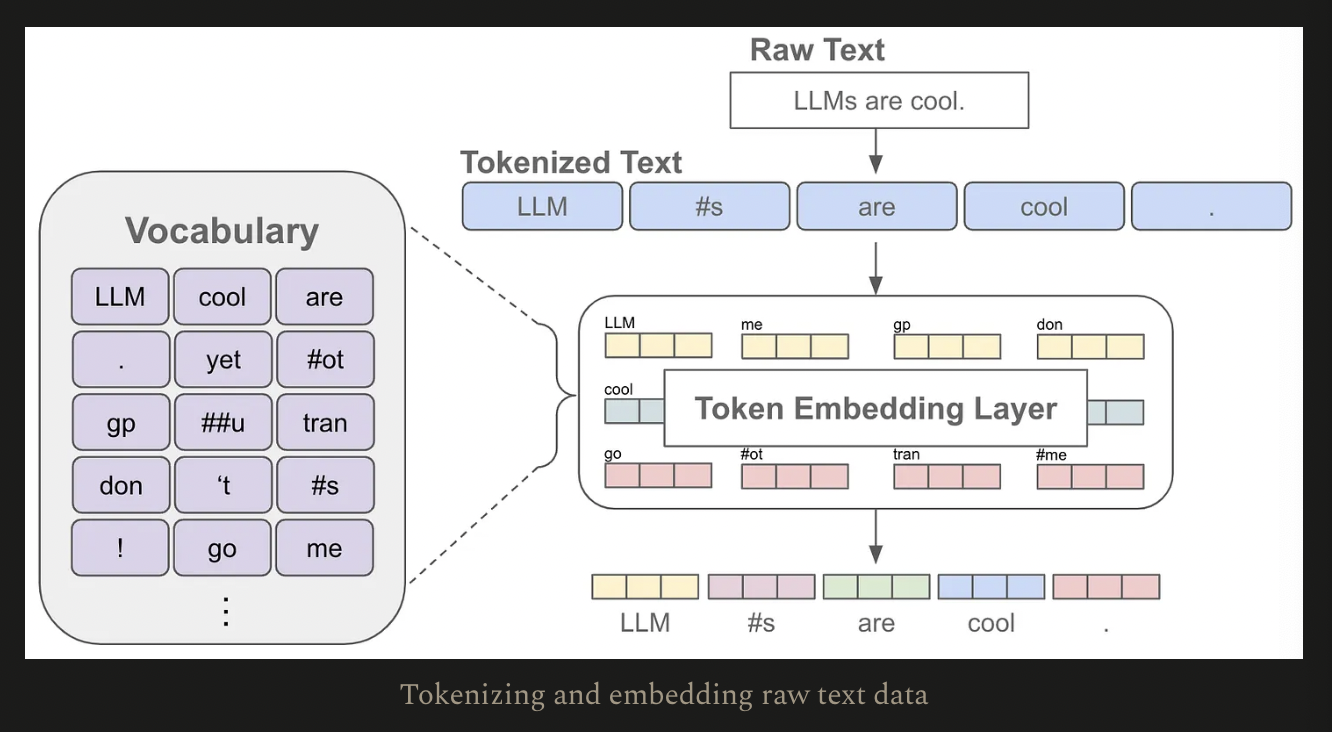 Raw Text
LLMs are cool.
Tokenized Text
LLM #s are cool .
Vocabulary
LLM cool are
. yet #ot
gp ##u tran
don ‘t #s
! go me
⋮
LLM me gp don
cool
Token Embedding Layer
go #ot tran #me
LLM #s are cool .
Tokenizing and embedding raw text data